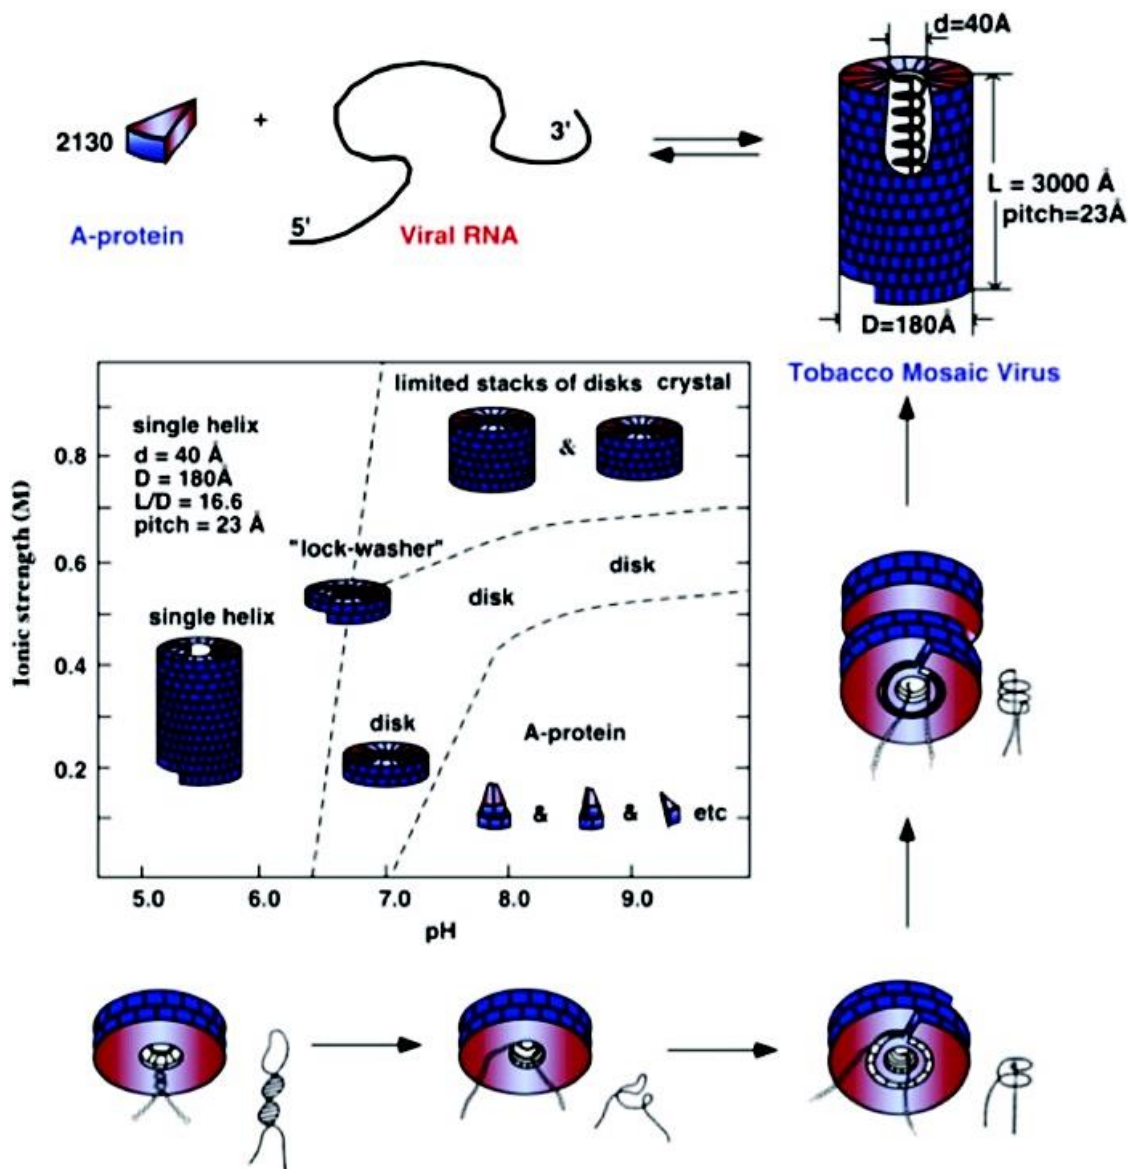 d=40A
2130
+
3'
5'
A-protein
Viral RNA
L = 3000 Å
pitch=23Å
D=180Å
Tobacco Mosaic Virus
limited stacks of disks crystal
single helix
d = 40 Å
D = 180Å
L/D = 16.6
pitch = 23 Å
&
"lock-washer"
disk
disk
single helix
disk
A-protein
& & etc
Ionic strength (M)
0.8
0.6
0.4
0.2
5.0 6.0 7.0 8.0 9.0
pH